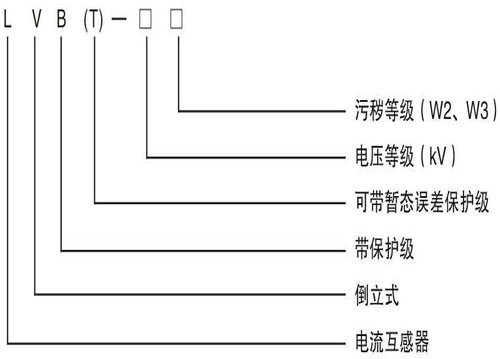 L V B (T) — □ □
污秽等级（W2、W3）
电压等级（kV）
可带暂态误差保护级
带保护级
倒立式
电流互感器